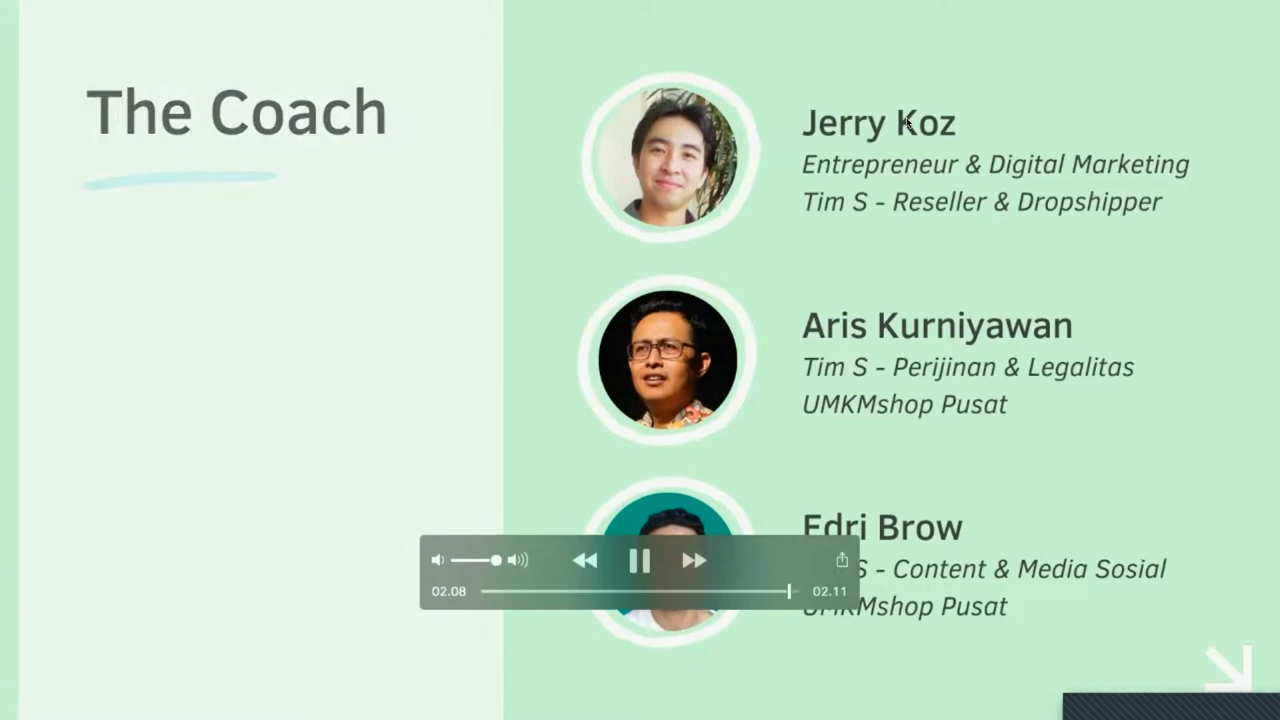 The Coach
Jerry Koz
Entrepreneur & Digital Marketing
Tim S - Reseller & Dropshipper
Aris Kurniyawan
Tim S - Perijinan & Legalitas
UMKMshop Pusat
Edri Brow
S - Content & Media Sosial
UMKMshop Pusat
02.08
02.11